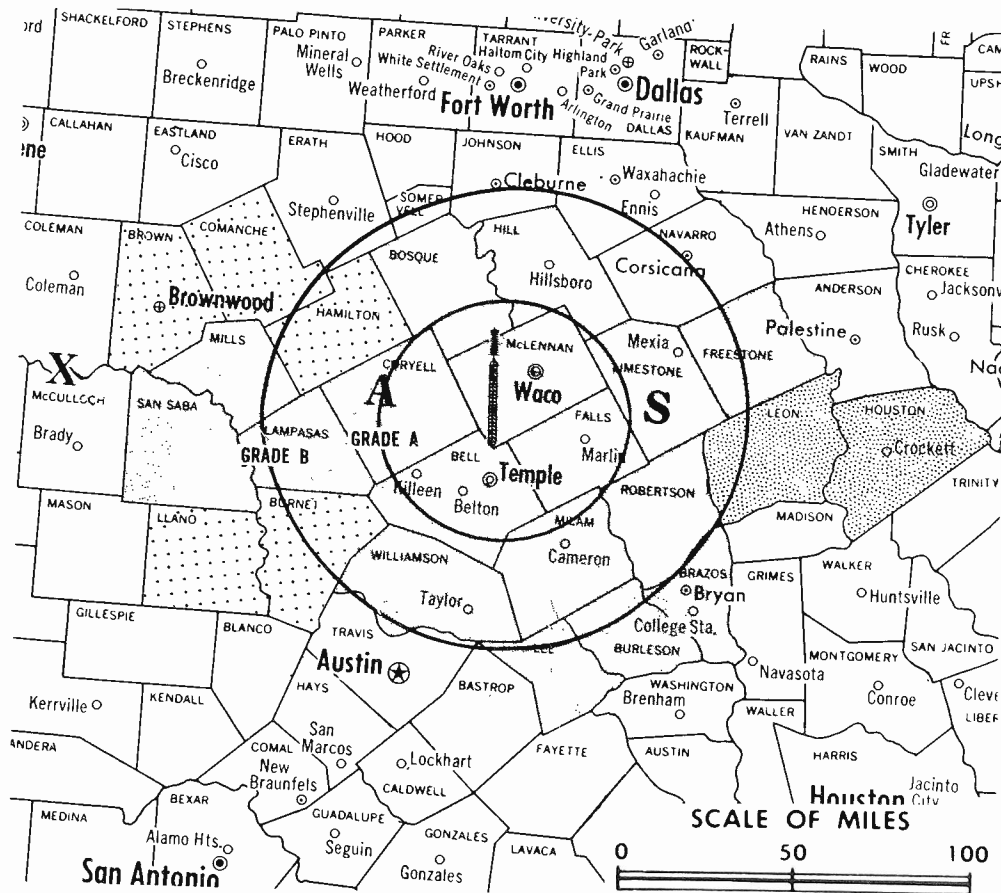 SHACKELFORD
STEPHENS
Breckenridge
PALO PINTO
Mineral
Wells
PARKER
Weatherford
TARRANT
River Oaks
Haltom City
White Settlement
Fort Worth
Arlington
University Park
Highland
Park
Garland
Grand Prairie
Dallas
DALLAS
ROCK-
WALL
KAUFMAN
Terrell
RAINS
WOOD
VAN ZANDT
SMITH
Gladewater
Tyler
CALLAHAN
EASTLAND
Cisco
ERATH
Stephenville
HOOD
SOMER
VELL
JOHNSON
Cleburne
ELLIS
Waxahachie
Ennis
HENDERSON
Athens
COLEMAN
Coleman
BROWN
Brownwood
COMANCHE
BOSQUE
HILL
Hillsboro
NAVARRO
Corsicana
ANDERSON
Palestine
CHEROKEE
Rusk
MILLS
HAMILTON
CORYELL
McLENNAN
Waco
LIMESTONE
Mexia
FREESTONE
X
A
S
TEXAS
McCULLOCH
Brady
SAN SABA
LAMPASAS
GRADE B
GRADE A
BELL
Killeen
Temple
Belton
FALLS
Marlin
LEON
HOUSTON
Crockett
TRINITY
MASON
LLANO
BURNET
WILLIAMSON
Taylor
MILAM
Cameron
ROBERTSON
MADISON
BRAZOS
Bryan
College Sta.
GRIMES
WALKER
Huntsville
GILLESPIE
BLANCO
TRAVIS
Austin
LEE
BURLESON
Navasota
MONTGOMERY
Conroe
SAN JACINTO
Kerrville
KENDALL
HAYS
San
Marcos
BASTROP
WASHINGTON
Brenham
WALLER
COMAL
New
Braunfels
Lockhart
CALDWELL
FAYETTE
AUSTIN
HARRIS
Houston
Jacinto
City
MEDINA
BEXAR
Alamo Hts.
San Antonio
GUADALUPE
Seguin
GONZALES
Gonzales
LAVACA
SCALE OF MILES
0 50 100